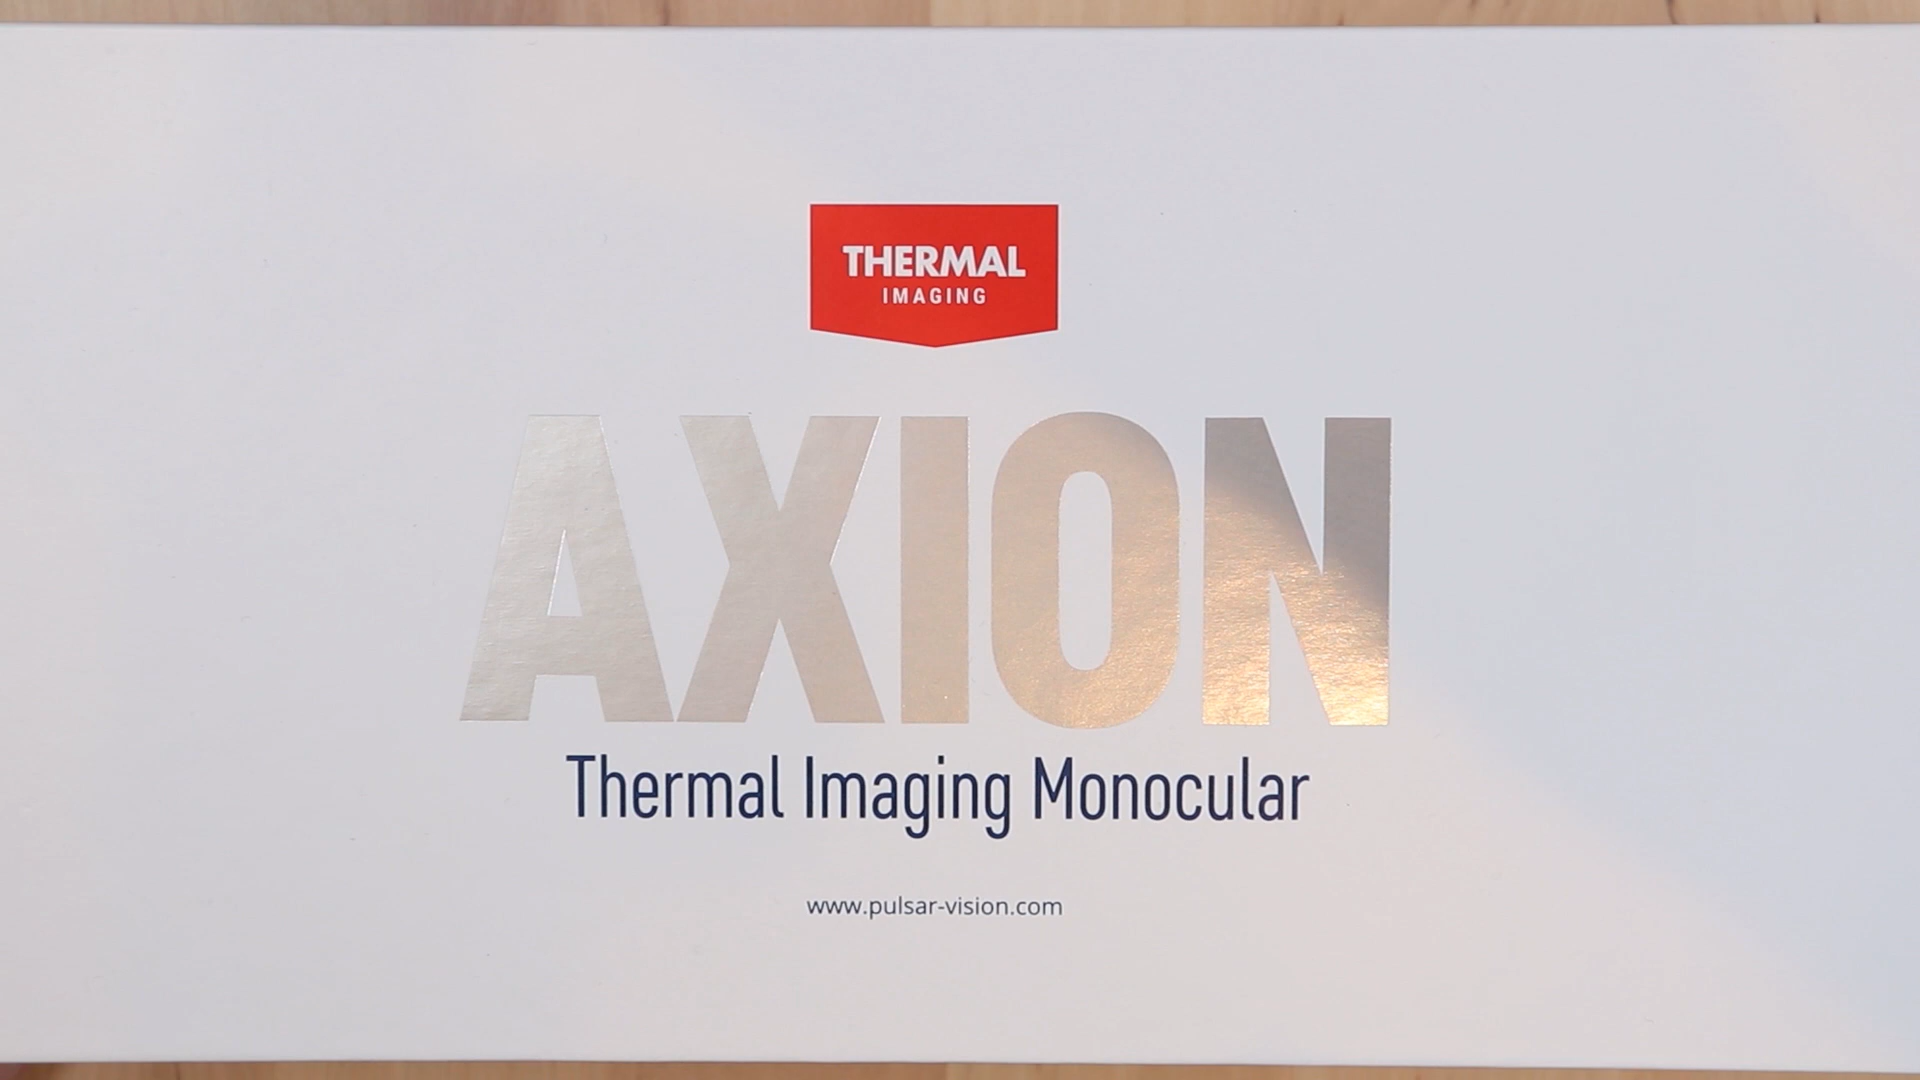 THERMAL
IMAGING
AXION
Thermal Imaging Monocular
www.pulsar-vision.com